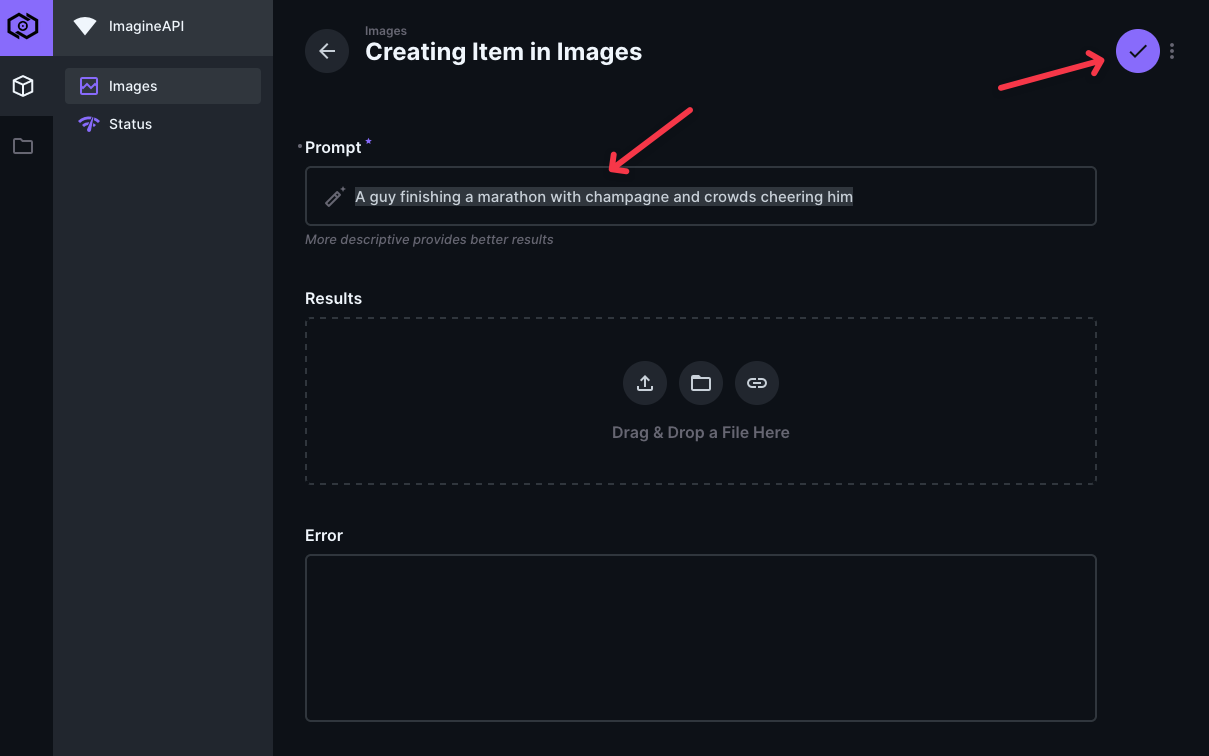 ImagineAPI
Images
Status
Images
Creating Item in Images
Prompt *
A guy finishing a marathon with champagne and crowds cheering him
More descriptive provides better results
Results
Drag & Drop a File Here
Error